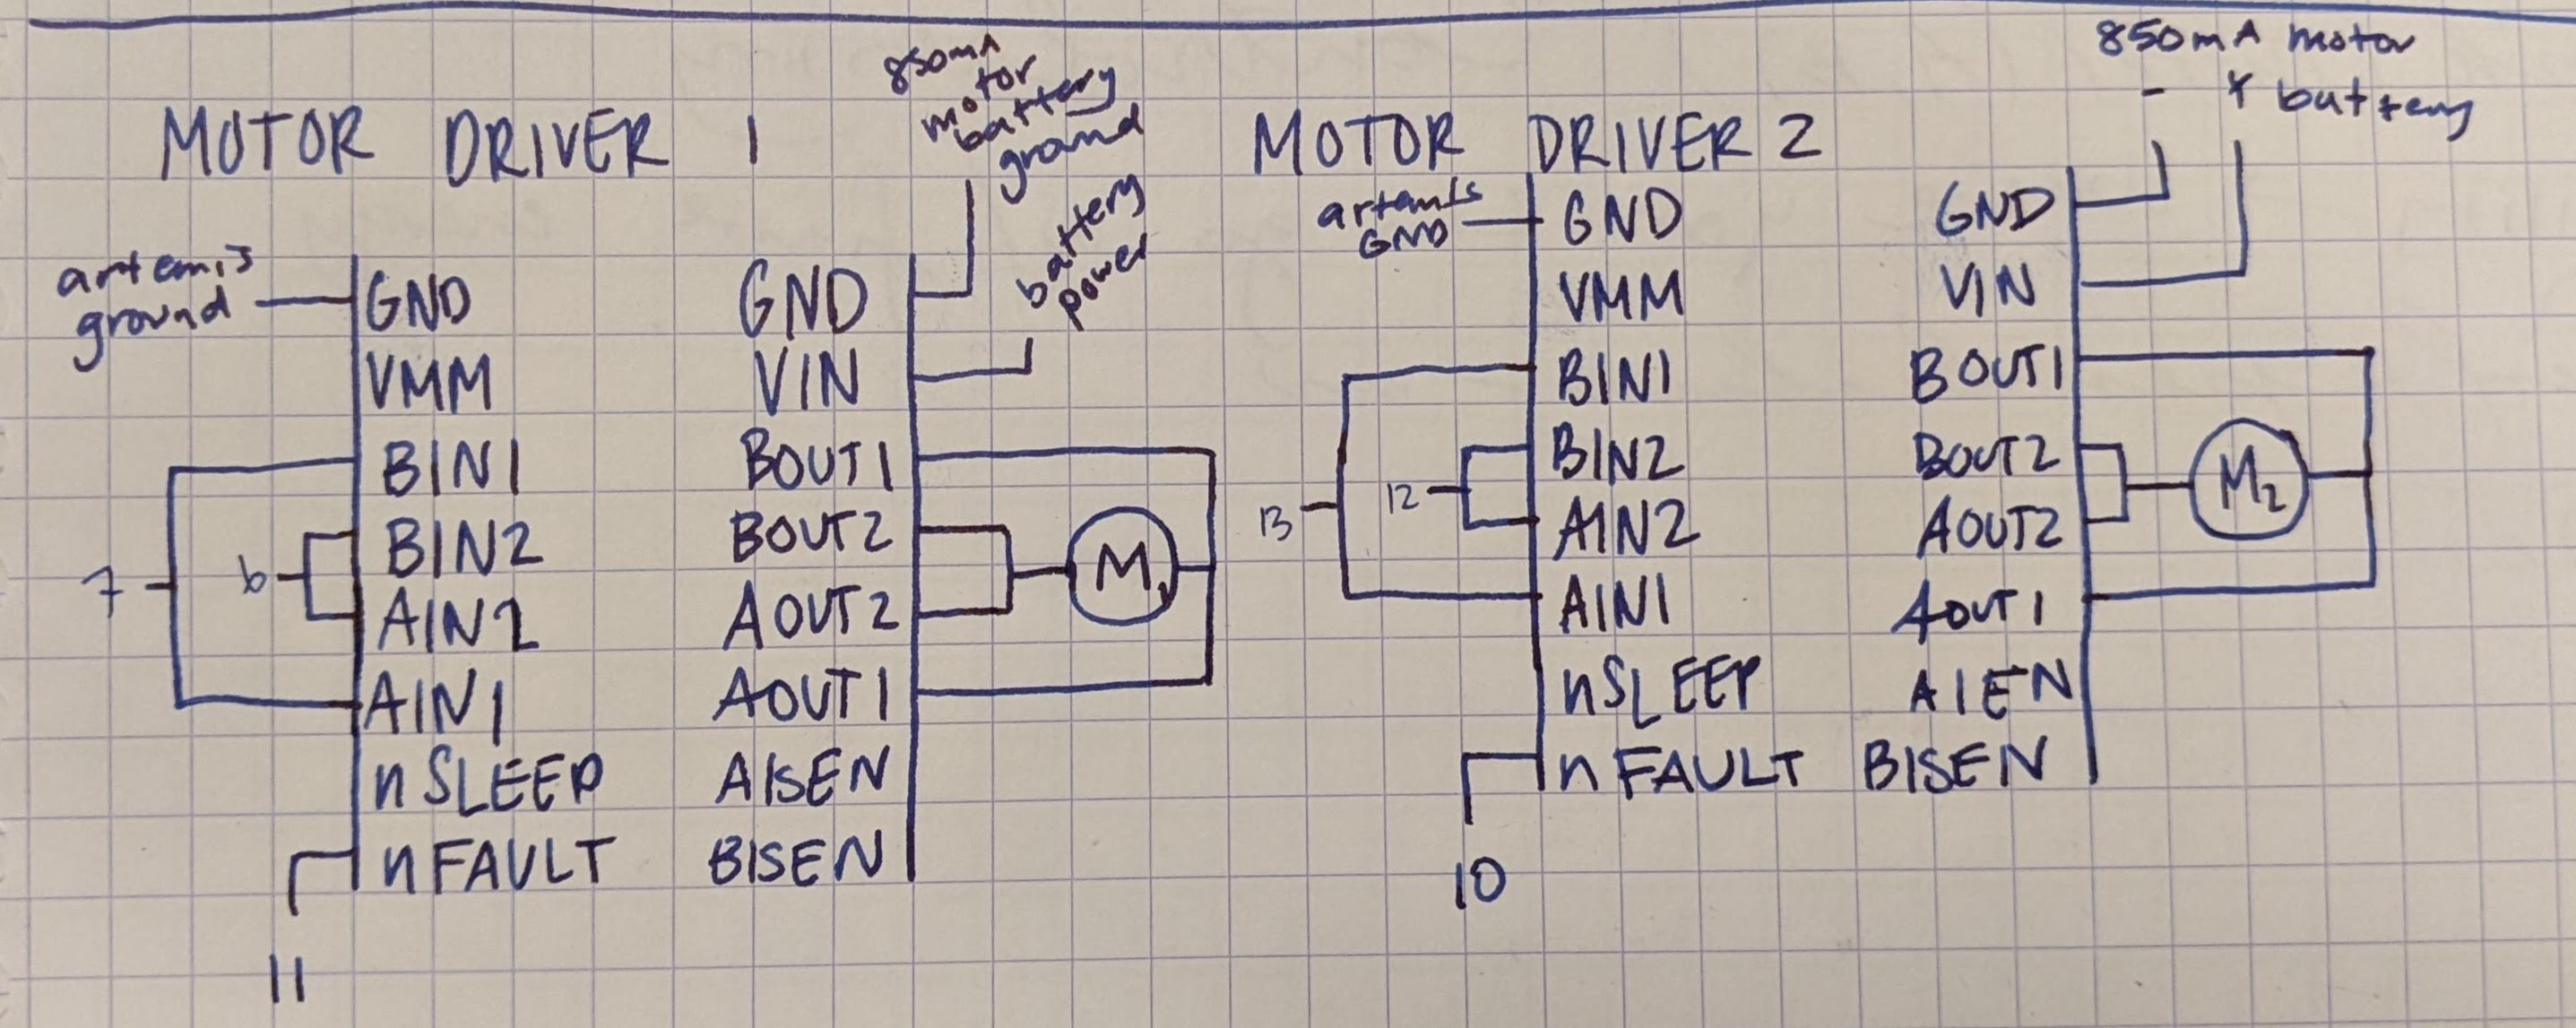 MOTOR DRIVER 1
850mA
motor
battery
ground
battery
power
artemis
ground
GND GND
VMM VIN
BIN1 BOUT1
BIN2 BOUT2
AIN2 AOUT2
AIN1 AOUT1
nSLEEP AISEN
nFAULT BISEN
7
6
M1
11
MOTOR DRIVER 2
850mA motor
- + battery
artemis
GND
GND GND
VMM VIN
BIN1 BOUT1
BIN2 BOUT2
AIN2 AOUT2
AIN1 AOUT1
nSLEEP AIEN
nFAULT BISEN
13
12
M2
10